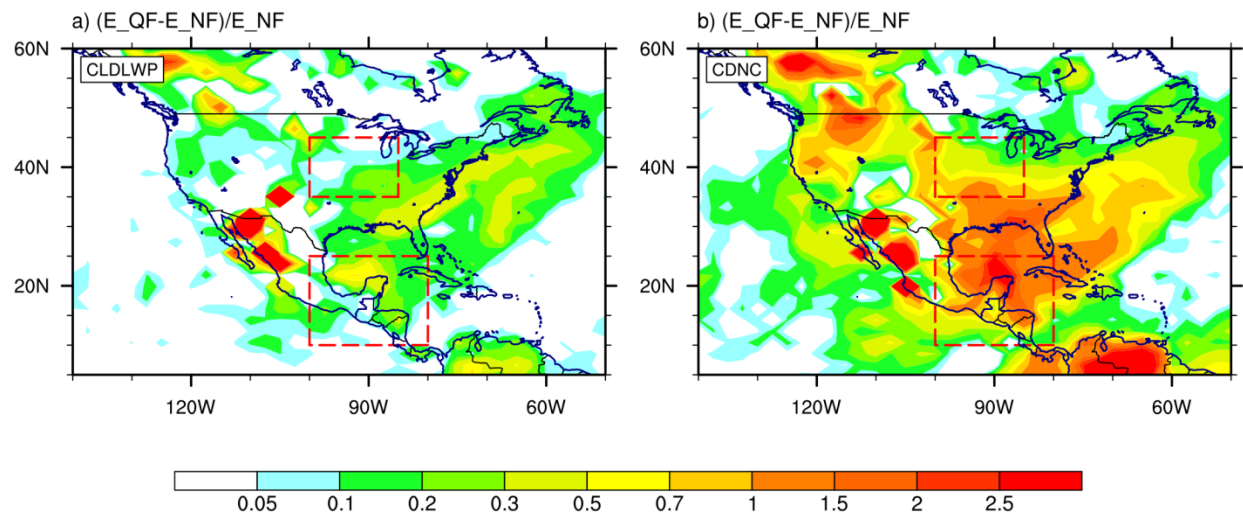 a) (E_QF-E_NF)/E_NF
CLDLWP
60N
40N
20N
120W 90W 60W
b) (E_QF-E_NF)/E_NF
CDNC
60N
40N
20N
120W 90W 60W
0.05 0.1 0.2 0.3 0.5 0.7 1 1.5 2 2.5